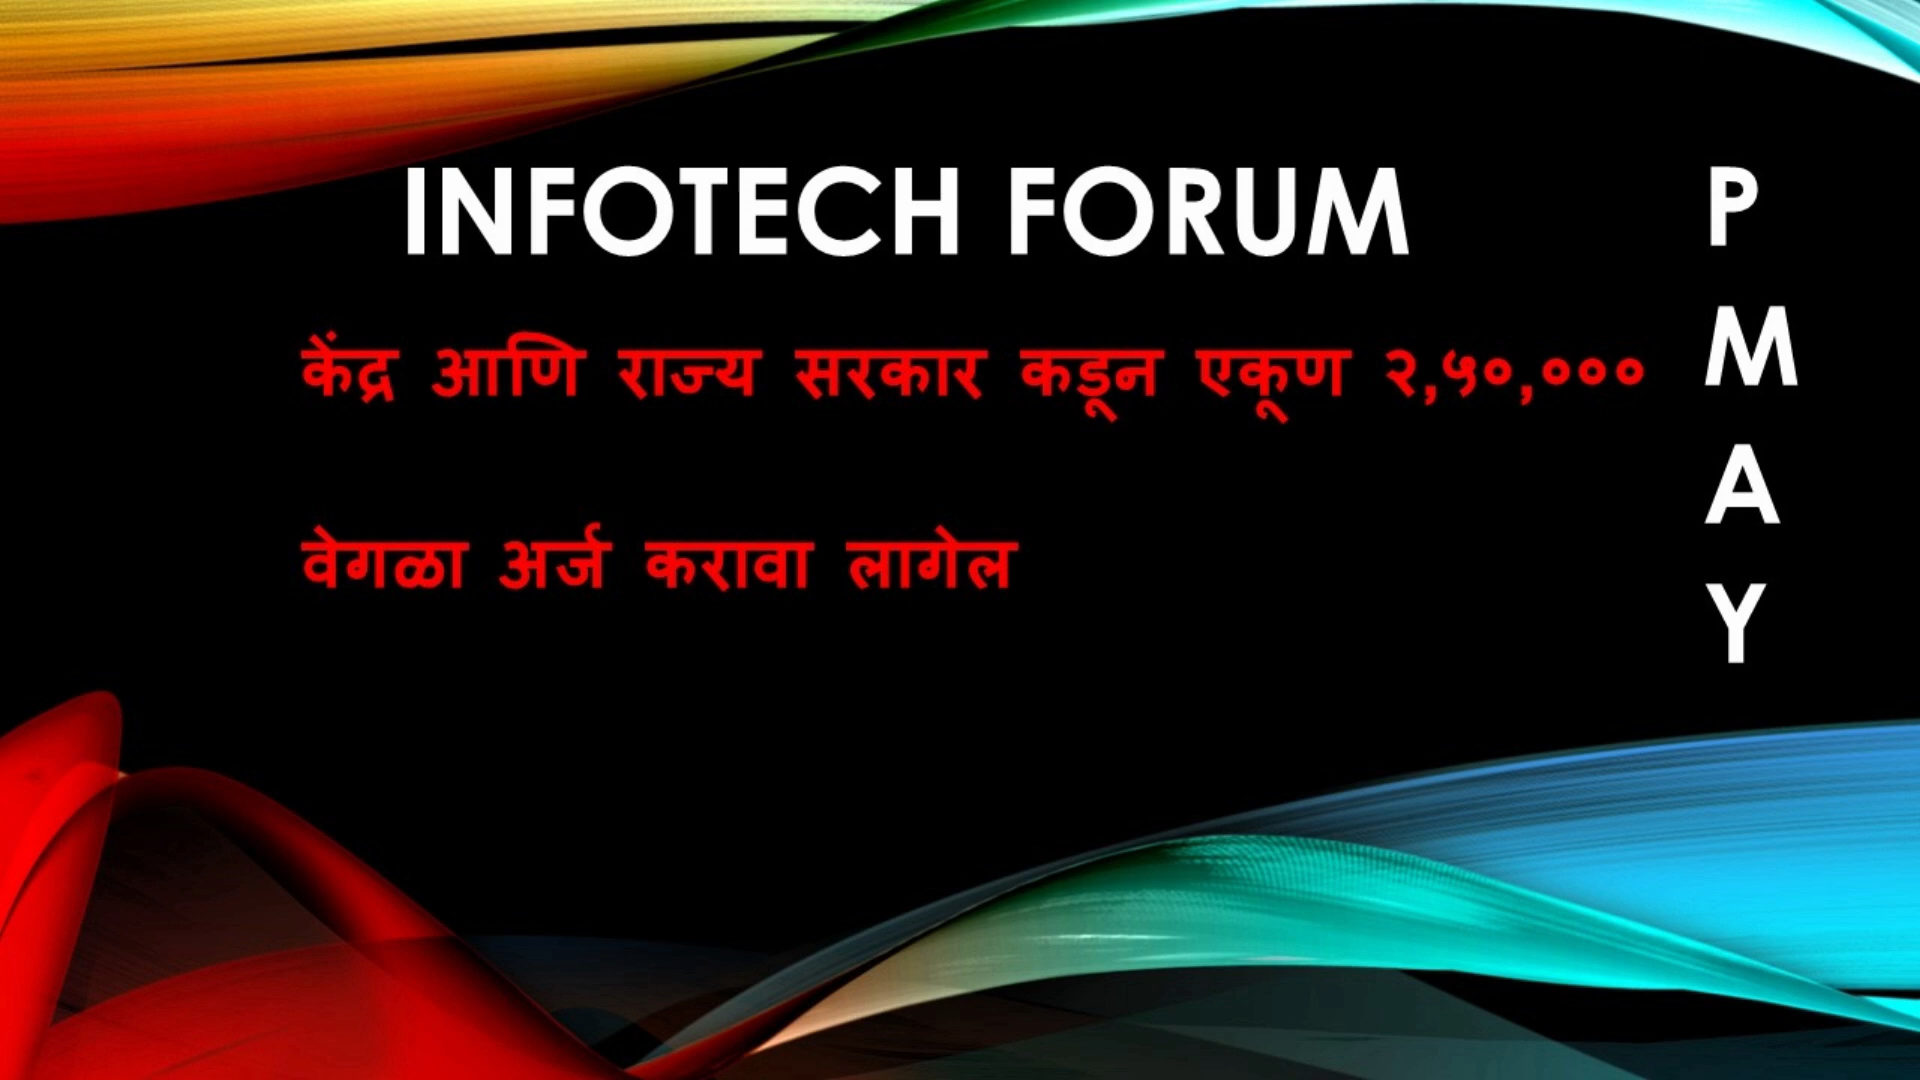 INFOTECH FORUM
केंद्र आणि राज्य सरकार कडून एकूण २,५०,०००
वेगळा अर्ज करावा लागेल
P
M
A
Y